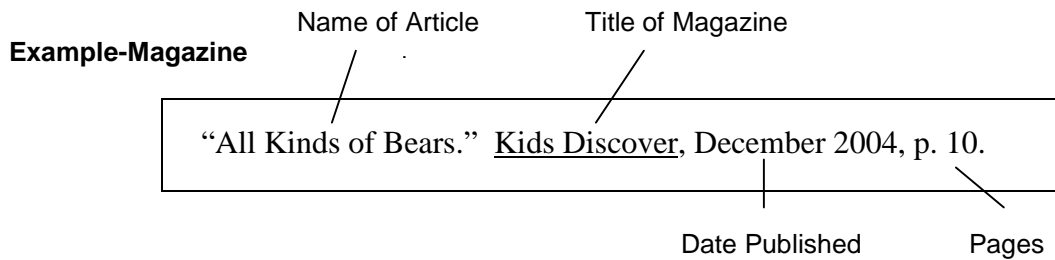 Name of Article Title of Magazine
Example-Magazine
“All Kinds of Bears.” Kids Discover, December 2004, p. 10.
Date Published Pages